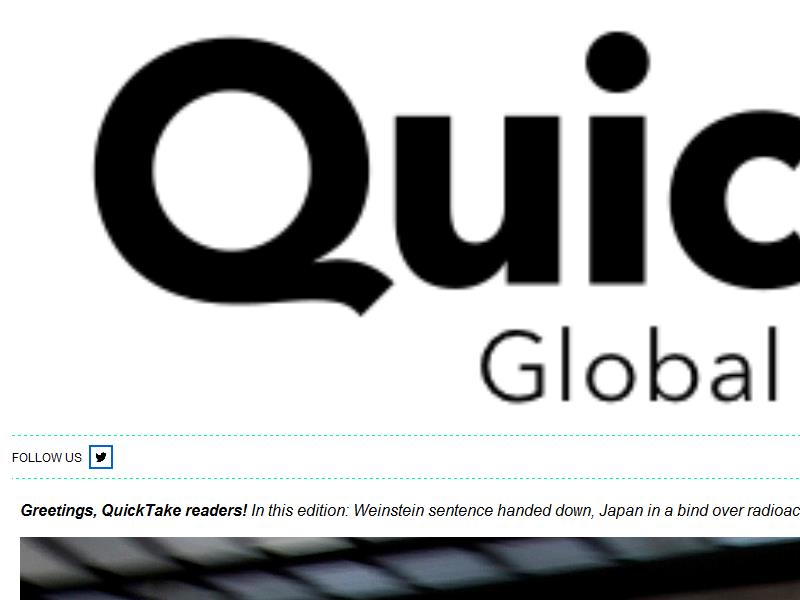 Quic
Global
FOLLOW US
Greetings, QuickTake readers! In this edition: Weinstein sentence handed down, Japan in a bind over radioac